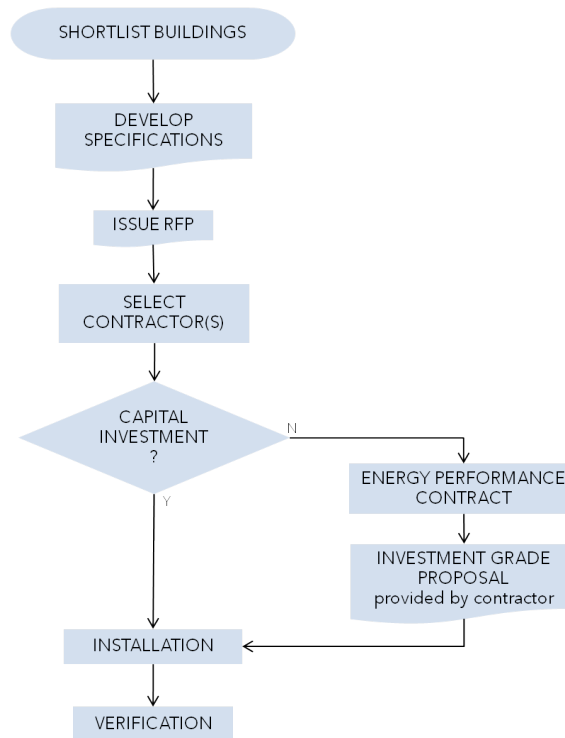 SHORTLIST BUILDINGS
DEVELOP
SPECIFICATIONS
ISSUE RFP
SELECT
CONTRACTOR(S)
CAPITAL
INVESTMENT
?
N
Y
ENERGY PERFORMANCE
CONTRACT
INVESTMENT GRADE
PROPOSAL
provided by contractor
INSTALLATION
VERIFICATION